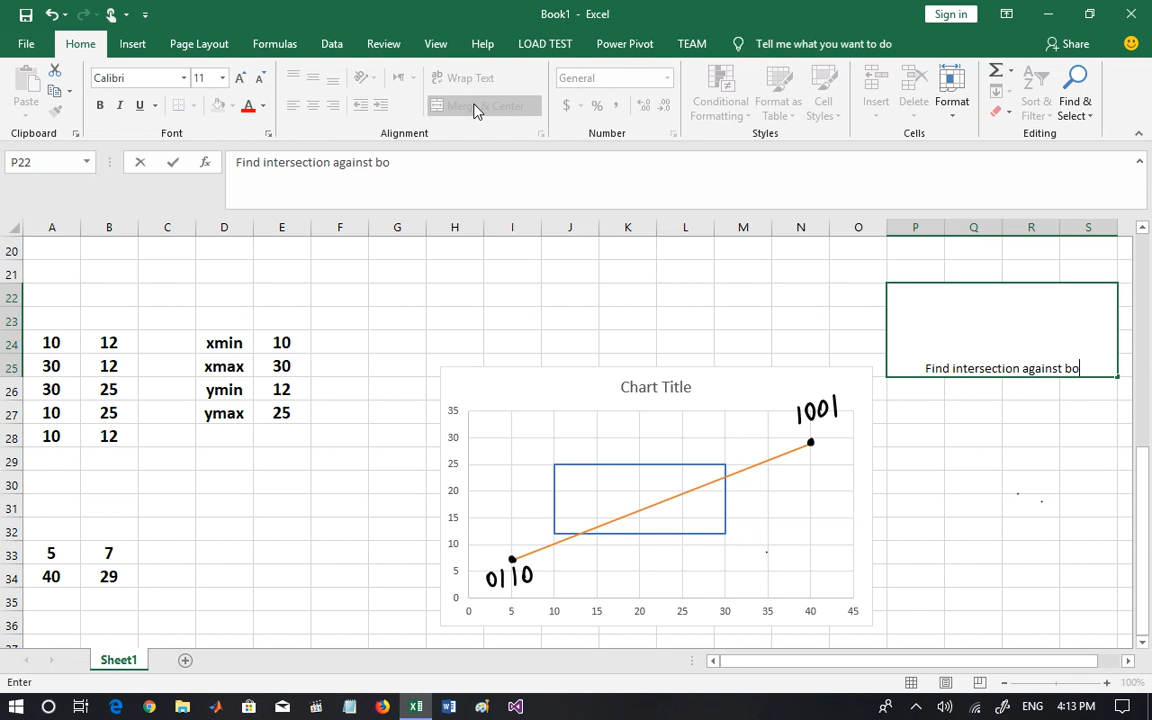 Book1 - Excel
Sign in
File Home Insert Page Layout Formulas Data Review View Help LOAD TEST Power Pivot TEAM Tell me what you want to do Share
Paste Calibri 11 A A Wrap Text General Conditional Formatting Format as Table Cell Styles Insert Delete Format Sort & Filter Find & Select
B I U A Merge & Center $ % ,
Clipboard Font Alignment Number Styles Cells Editing
P22 fx Find intersection against bo
A B C D E F G H I J K L M N O P Q R S
20
21
22
23
24 10 12 xmin 10
25 30 12 xmax 30 Find intersection against bo
26 30 25 ymin 12
27 10 25 ymax 25
28 10 12
29
30
31
32
33 5 7
34 40 29
35
36
37
Chart Title
1001
35
30
25
20
15
10
5
0
0110
0 5 10 15 20 25 30 35 40 45
Sheet1
Enter 100%
ENG 4:13 PM